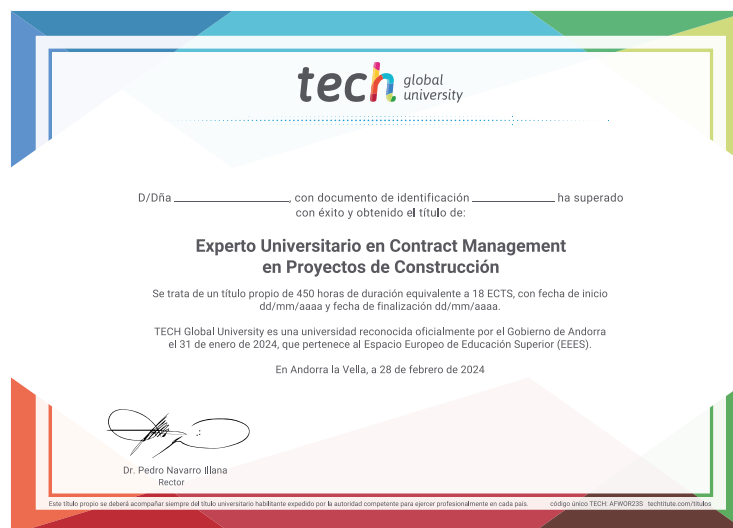 tech global university
D/Dña ____________________, con documento de identificación ______________ ha superado
con éxito y obtenido el título de:
Experto Universitario en Contract Management
en Proyectos de Construcción
Se trata de un título propio de 450 horas de duración equivalente a 18 ECTS, con fecha de inicio
dd/mm/aaaa y fecha de finalización dd/mm/aaaa.
TECH Global University es una universidad reconocida oficialmente por el Gobierno de Andorra
el 31 de enero de 2024, que pertenece al Espacio Europeo de Educación Superior (EEES).
En Andorra la Vella, a 28 de febrero de 2024
Dr. Pedro Navarro Illana
Rector
Este título propio se deberá acompañar siempre del título universitario habilitante expedido por la autoridad competente para ejercer profesionalmente en cada país. código único TECH: AFWOR23S techtitute.com/titulos